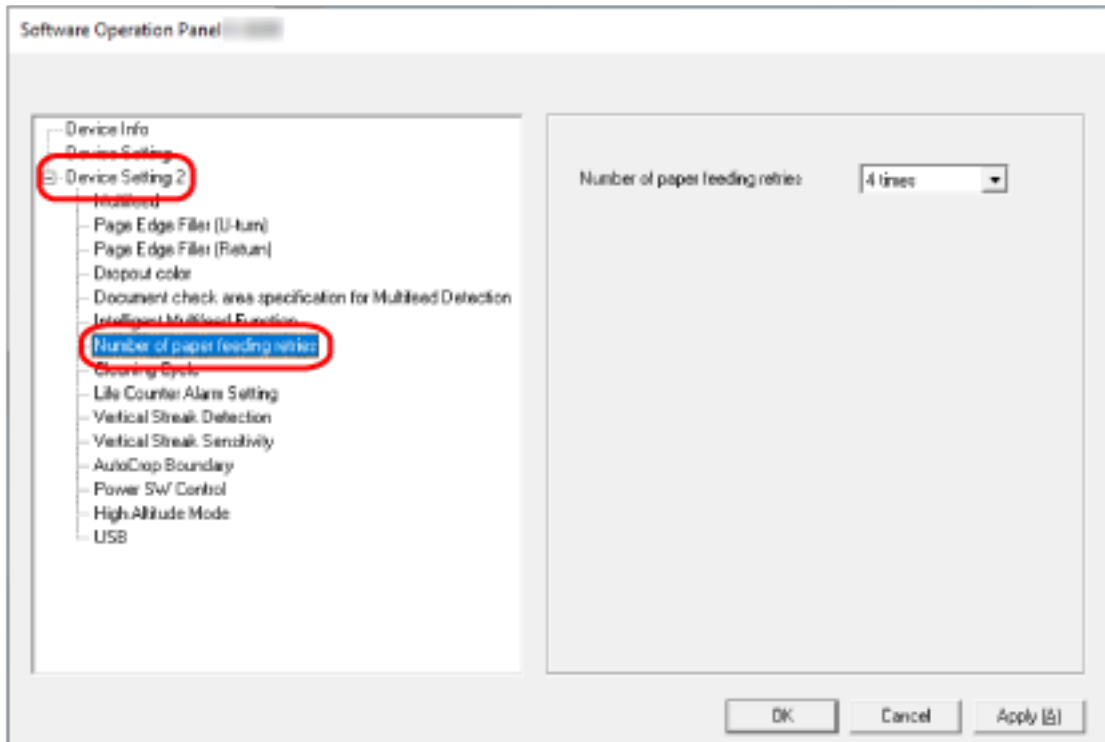 Software Operation Panel
Device Info
Device Setting
Device Setting 2
Multifeed
Page Edge Filler (U-turn)
Page Edge Filler (Return)
Dropout color
Document check area specification for Multifeed Detection
Intelligent Multifeed Function
Number of paper feeding retries
Cleaning Cycle
Life Counter Alarm Setting
Vertical Streak Detection
Vertical Streak Sensitivity
AutoCrop Boundary
Power SW Control
High Altitude Mode
USB
Number of paper feeding retries 4 times
OK Cancel Apply (A)